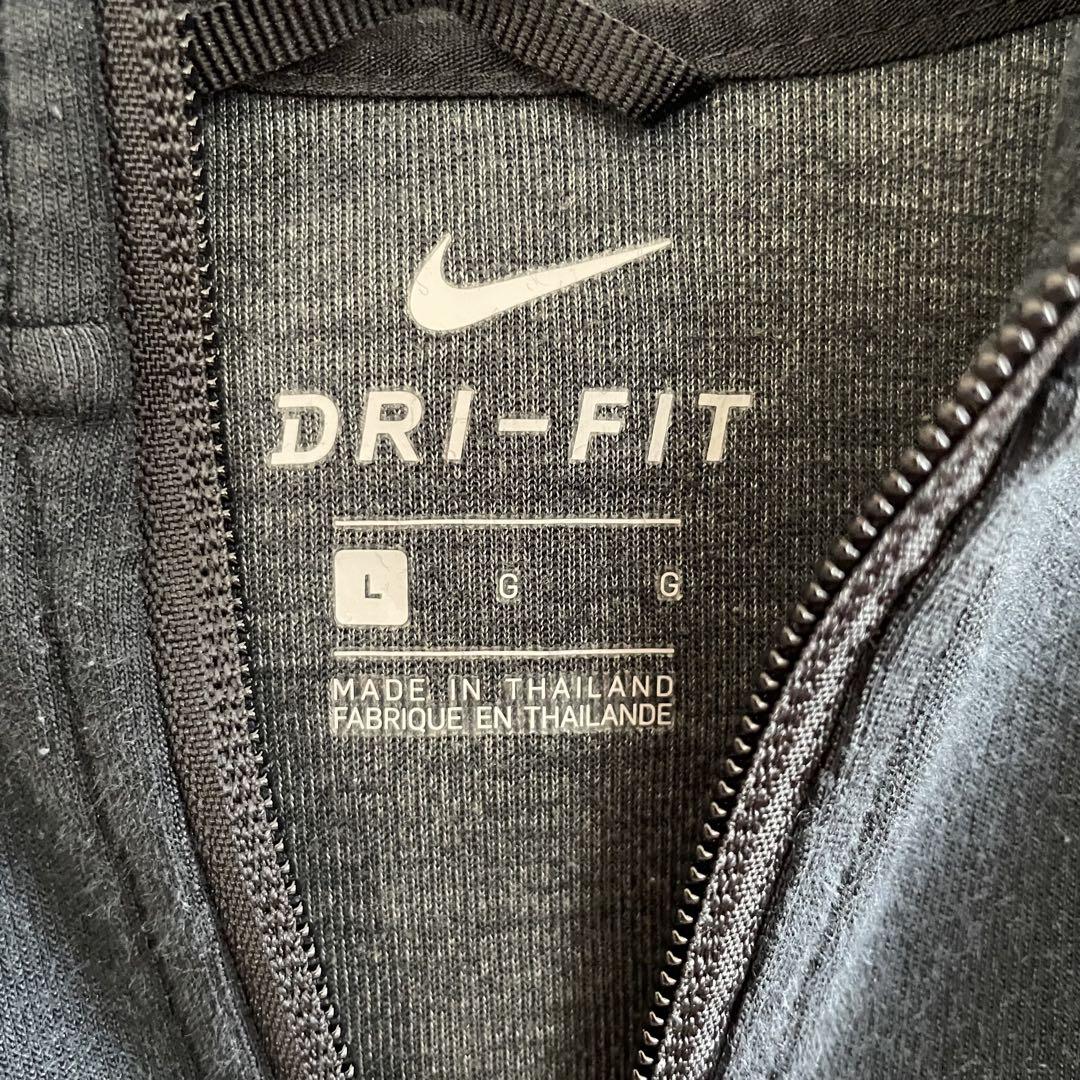 DRI-FIT
L G G
MADE IN THAILAND
FABRIQUE EN THAILANDE